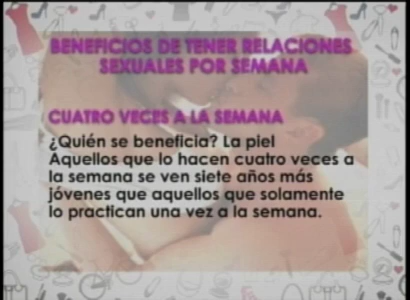 BENEFICIOS DE TENER RELACIONES
SEXUALES POR SEMANA
CUATRO VECES A LA SEMANA
¿Quién se beneficia? La piel
Aquellos que lo hacen cuatro veces a
la semana se ven siete años más
jóvenes que aquellos que solamente
lo practican una vez a la semana.